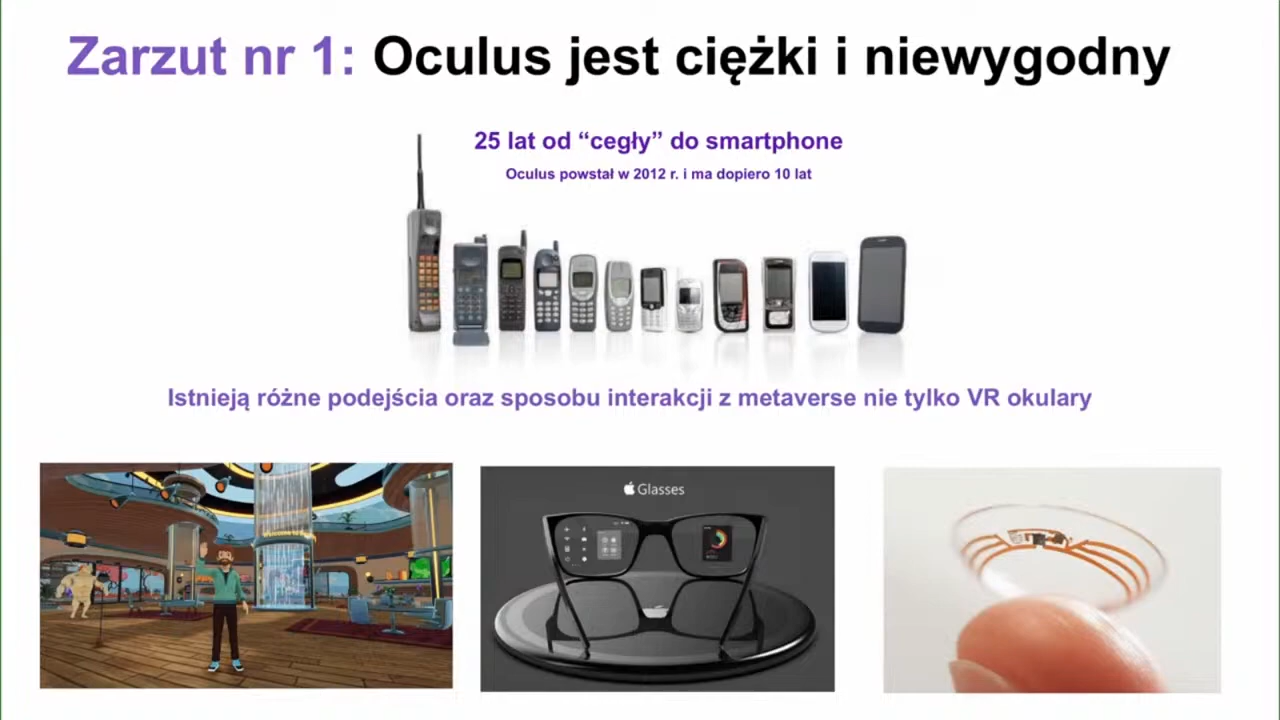 Zarzut nr 1: Oculus jest ciężki i niewygodny
25 lat od “cegły” do smartphone
Oculus powstał w 2012 r. i ma dopiero 10 lat
Istnieją różne podejścia oraz sposobu interakcji z metaverse nie tylko VR okulary
Glasses